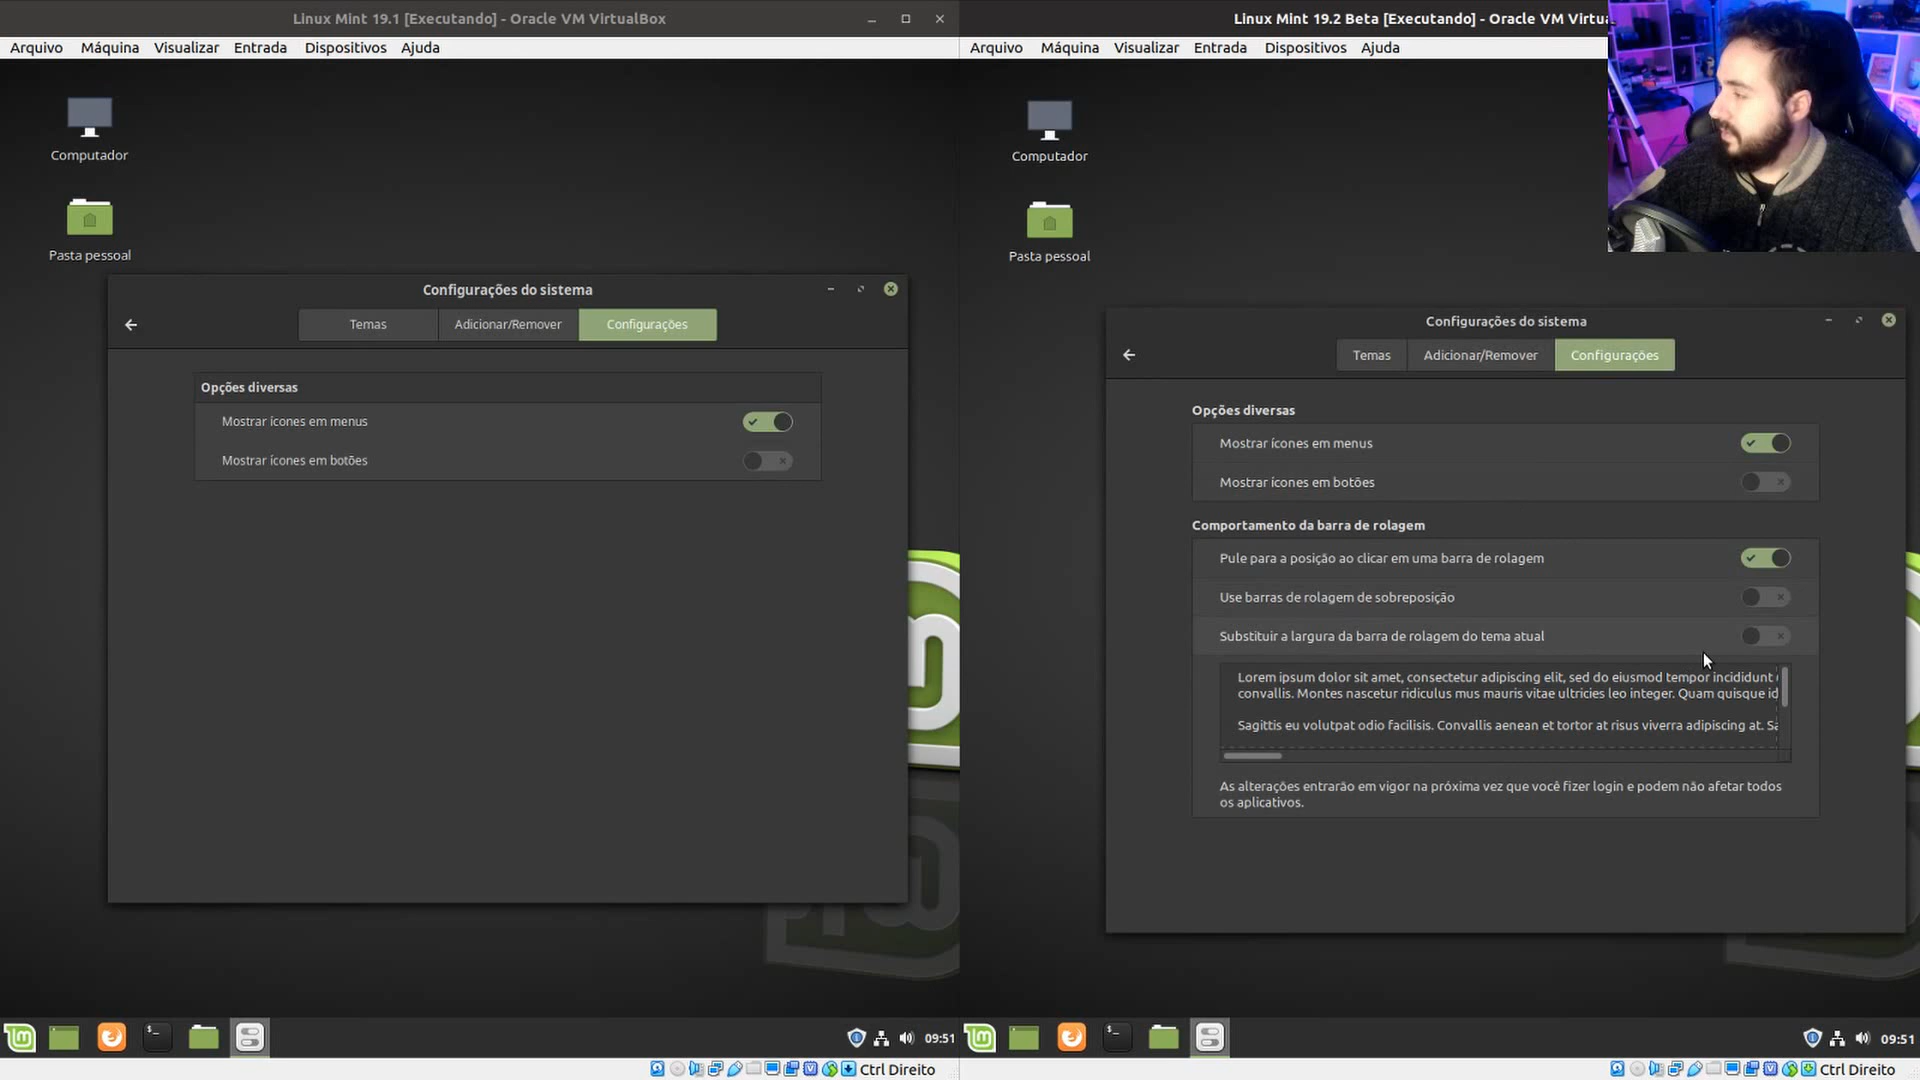 Linux Mint 19.1 [Executando] - Oracle VM VirtualBox
Arquivo Máquina Visualizar Entrada Dispositivos Ajuda
Computador
Pasta pessoal
Configurações do sistema
Temas Adicionar/Remover Configurações
Opções diversas
Mostrar ícones em menus
Mostrar ícones em botões
09:51
Ctrl Direito
Linux Mint 19.2 Beta [Executando] - Oracle VM Virtua
Arquivo Máquina Visualizar Entrada Dispositivos Ajuda
Computador
Pasta pessoal
Configurações do sistema
Temas Adicionar/Remover Configurações
Opções diversas
Mostrar ícones em menus
Mostrar ícones em botões
Comportamento da barra de rolagem
Pule para a posição ao clicar em uma barra de rolagem
Use barras de rolagem de sobreposição
Substituir a largura da barra de rolagem do tema atual
Lorem ipsum dolor sit amet, consectetur adipiscing elit, sed do eiusmod tempor incididunt
convallis. Montes nascetur ridiculus mus mauris vitae ultricies leo integer. Quam quisque id
Sagittis eu volutpat odio facilisis. Convallis aenean et tortor at risus viverra adipiscing at. Sa
As alterações entrarão em vigor na próxima vez que você fizer login e podem não afetar todos
os aplicativos.
09:51
Ctrl Direito